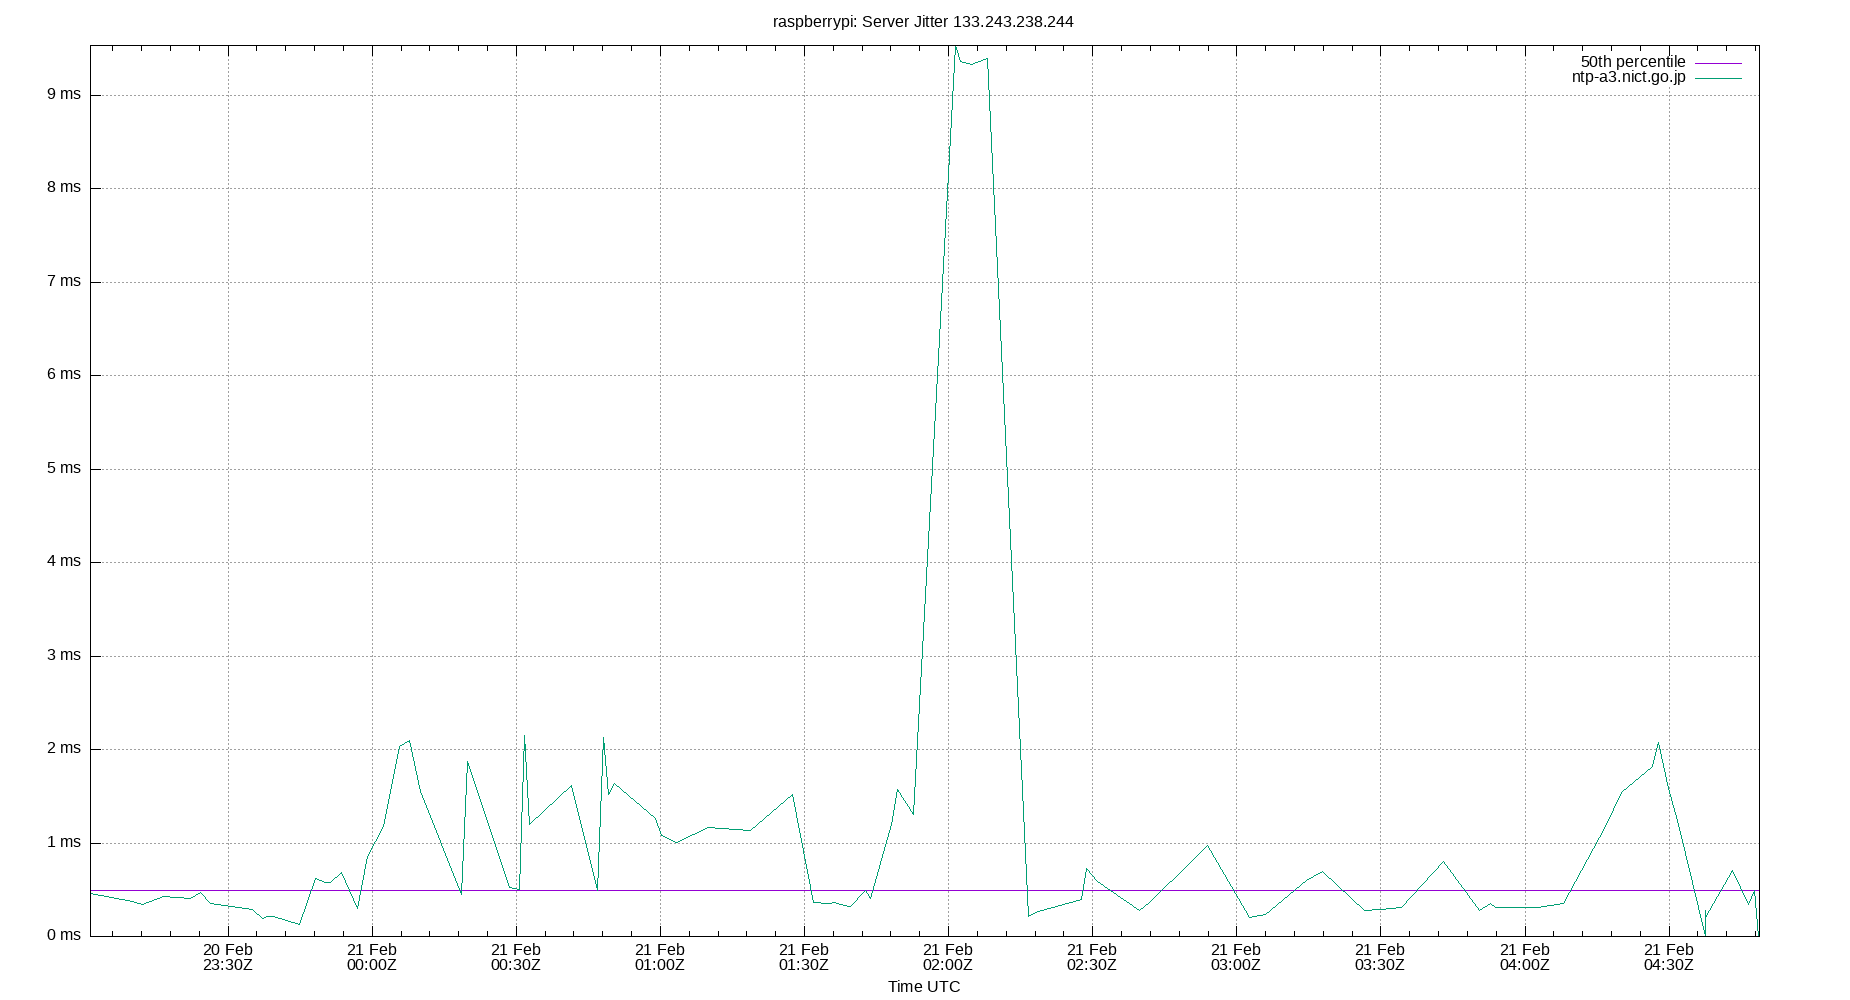 raspberrypi: Server Jitter 133.243.238.244
50th percentile
ntp-a3.nict.go.jp
9 ms
8 ms
7 ms
6 ms
5 ms
4 ms
3 ms
2 ms
1 ms
0 ms
20 Feb 21 Feb 21 Feb 21 Feb 21 Feb 21 Feb 21 Feb 21 Feb 21 Feb 21 Feb 21 Feb
23:30Z 00:00Z 00:30Z 01:00Z 01:30Z 02:00Z 02:30Z 03:00Z 03:30Z 04:00Z 04:30Z
Time UTC